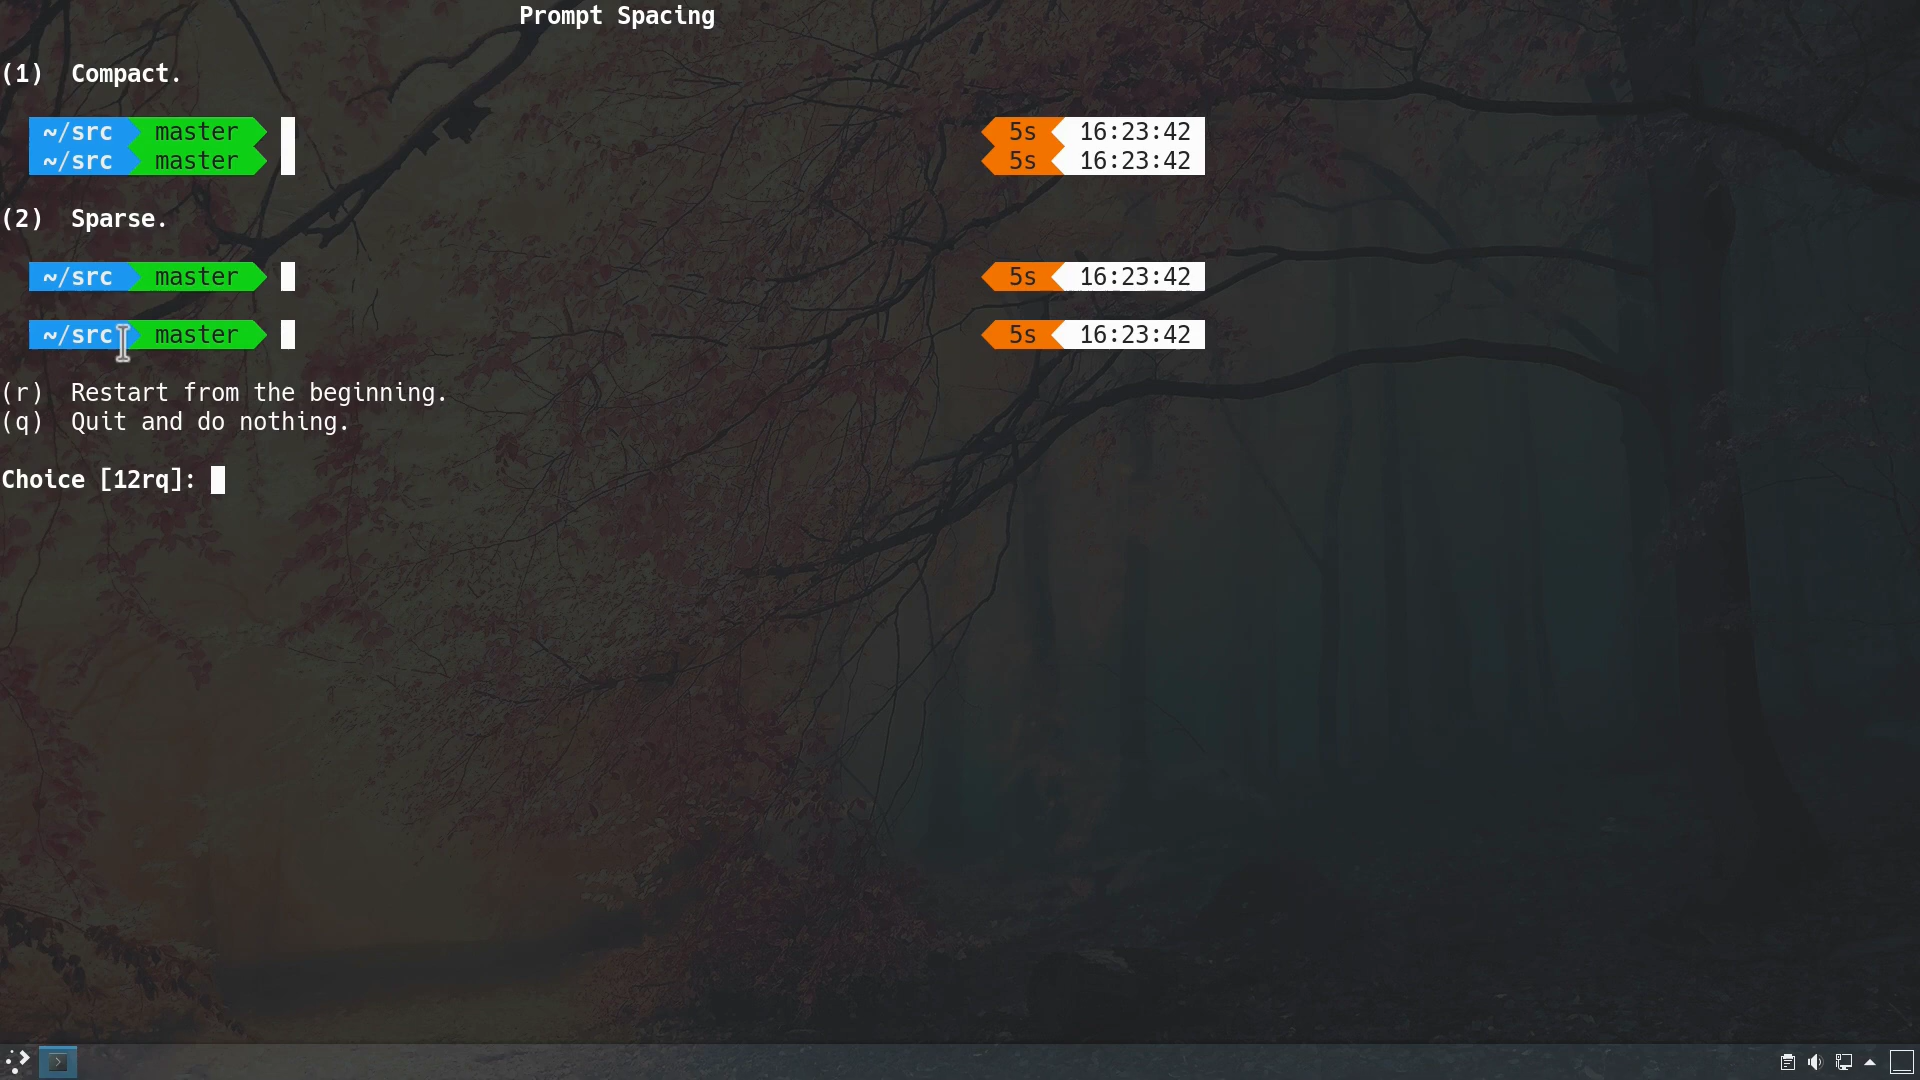 Prompt Spacing
(1)  Compact.
~/src  master  5s  16:23:42
~/src  master  5s  16:23:42
(2)  Sparse.
~/src  master  5s  16:23:42
~/src  master  5s  16:23:42
(r)  Restart from the beginning.
(q)  Quit and do nothing.
Choice [12rq]: